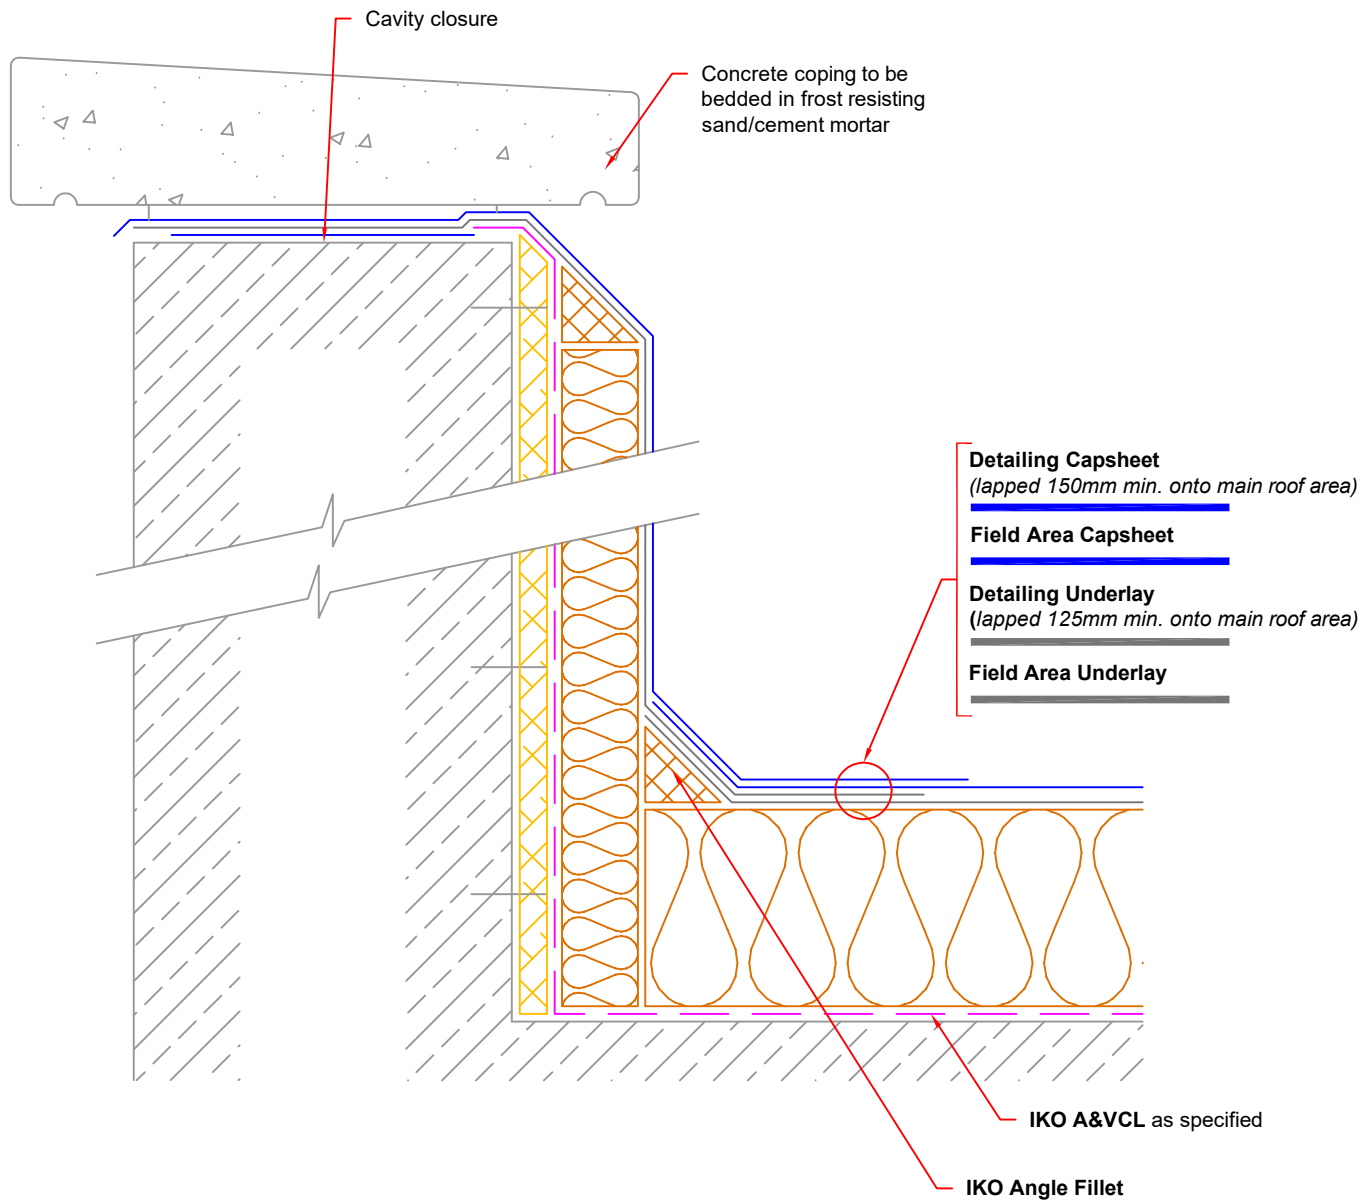 Cavity closure
Concrete coping to be
bedded in frost resisting
sand/cement mortar
Detailing Capsheet
(lapped 150mm min. onto main roof area)
Field Area Capsheet
Detailing Underlay
(lapped 125mm min. onto main roof area)
Field Area Underlay
IKO A&VCL as specified
IKO Angle Fillet